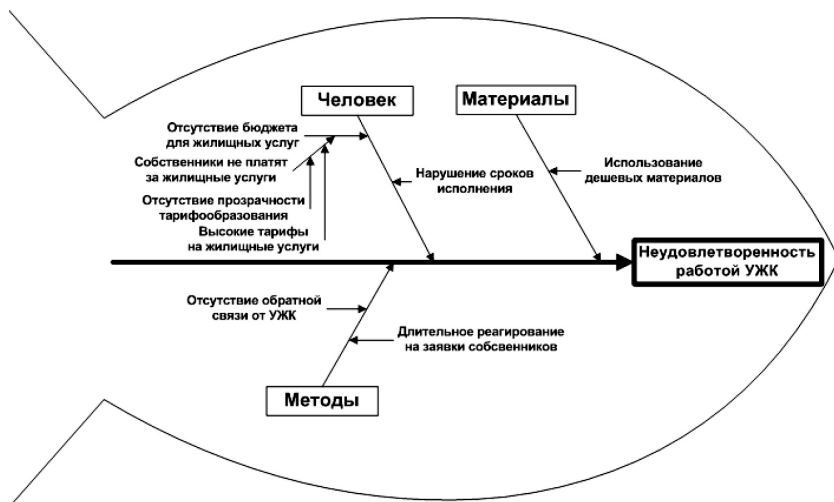 Человек
Материалы
Отсутствие бюджета
для жилищных услуг
Собственники не платят
за жилищные услуги
Нарушение сроков
исполнения
Использование
дешевых материалов
Отсутствие прозрачности
тарифообразования
Высокие тарифы
на жилищные услуги
Неудовлетворенность
работой УЖК
Отсутствие обратной
связи от УЖК
Длительное реагирование
на заявки собсвенников
Методы